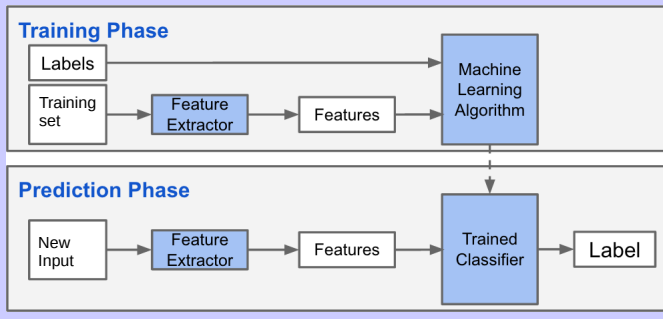 Training Phase
Labels
Training
set
Feature
Extractor
Features
Machine
Learning
Algorithm
Prediction Phase
New
Input
Feature
Extractor
Features
Trained
Classifier
Label